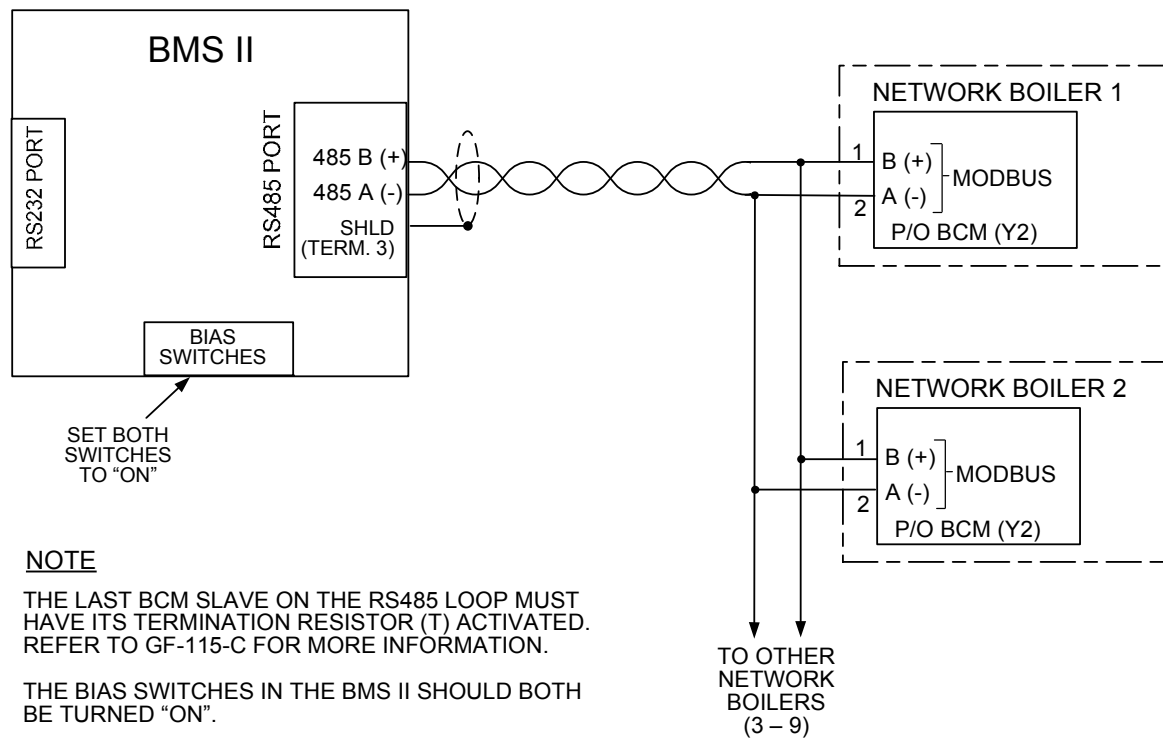 BMS II
RS232 PORT
RS485 PORT
485 B (+)
485 A (-)
SHLD
(TERM. 3)
BIAS
SWITCHES
SET BOTH
SWITCHES
TO “ON”
NETWORK BOILER 1
1
B (+)
MODBUS
2
A (-)
P/O BCM (Y2)
NETWORK BOILER 2
1
B (+)
MODBUS
2
A (-)
P/O BCM (Y2)
TO OTHER
NETWORK
BOILERS
(3 – 9)
NOTE
THE LAST BCM SLAVE ON THE RS485 LOOP MUST
HAVE ITS TERMINATION RESISTOR (T) ACTIVATED.
REFER TO GF-115-C FOR MORE INFORMATION.
THE BIAS SWITCHES IN THE BMS II SHOULD BOTH
BE TURNED “ON”.